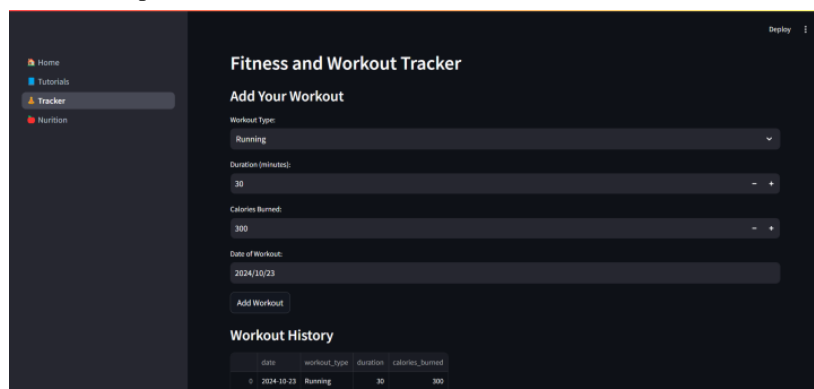 Deploy
Home
Tutorials
Tracker
Nurition
Fitness and Workout Tracker
Add Your Workout
Workout Type:
Running
Duration (minutes):
30
Calories Burned:
300
Date of Workout:
2024/10/23
Add Workout
Workout History
date workout_type duration calories_burned
0 2024-10-23 Running 30 300